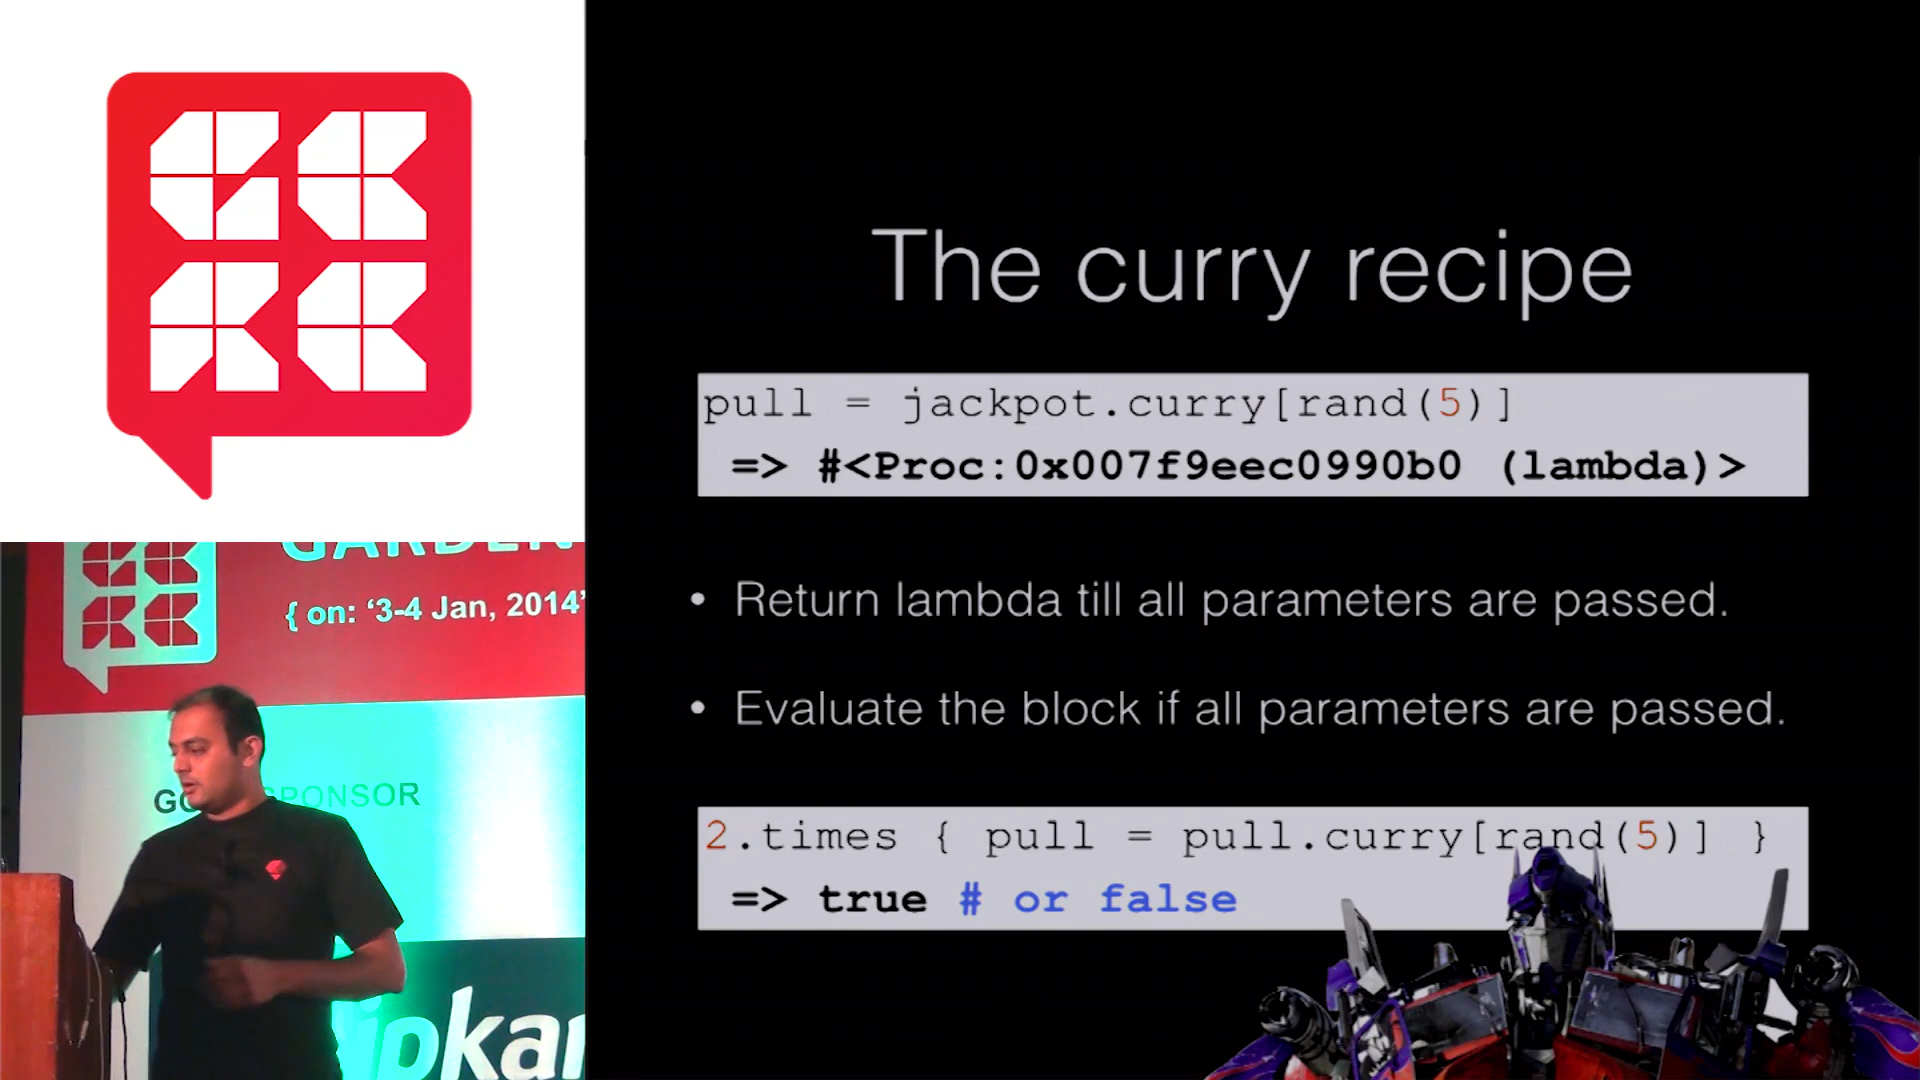 The curry recipe
pull = jackpot.curry[rand(5)]
=> #<Proc:0x007f9eec0990b0 (lambda)>
• Return lambda till all parameters are passed.
• Evaluate the block if all parameters are passed.
2.times { pull = pull.curry[rand(5)] }
=> true # or false
GARDEN
{ on: ‘3-4 Jan, 2014’
SPONSOR